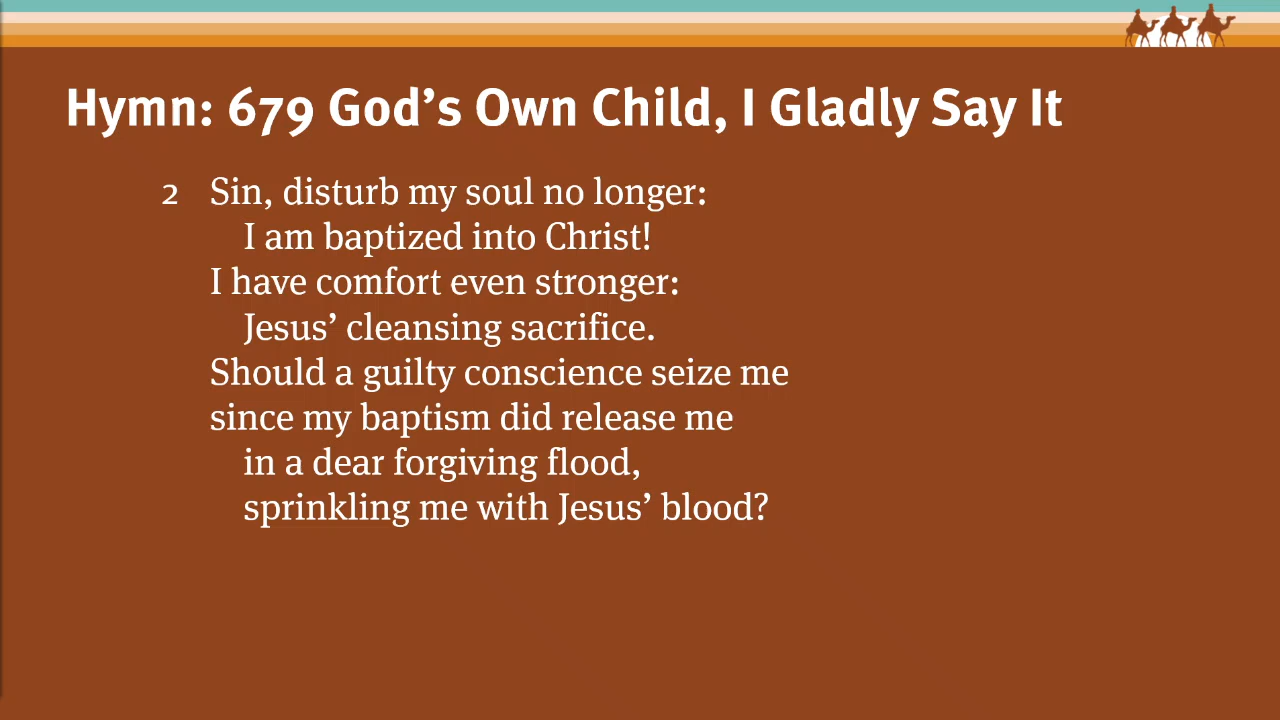 Hymn: 679 God’s Own Child, I Gladly Say It
2 Sin, disturb my soul no longer:
I am baptized into Christ!
I have comfort even stronger:
Jesus’ cleansing sacrifice.
Should a guilty conscience seize me
since my baptism did release me
in a dear forgiving flood,
sprinkling me with Jesus’ blood?